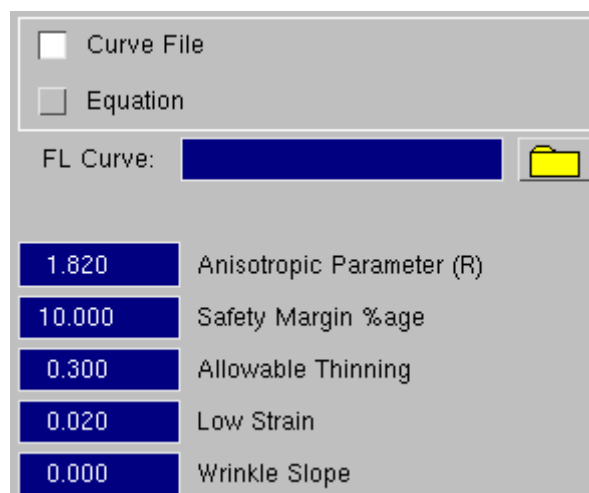 Curve File
Equation
FL Curve:
1.820 Anisotropic Parameter (R)
10.000 Safety Margin %age
0.300 Allowable Thinning
0.020 Low Strain
0.000 Wrinkle Slope